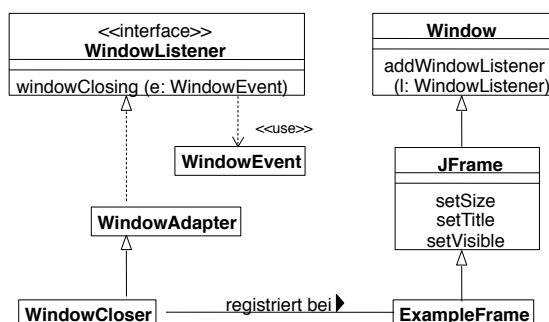 <<interface>>
WindowListener
windowClosing (e: WindowEvent)
<<use>>
WindowEvent
WindowAdapter
WindowCloser
registriert bei
Window
addWindowListener
(l: WindowListener)
JFrame
setSize
setTitle
setVisible
ExampleFrame